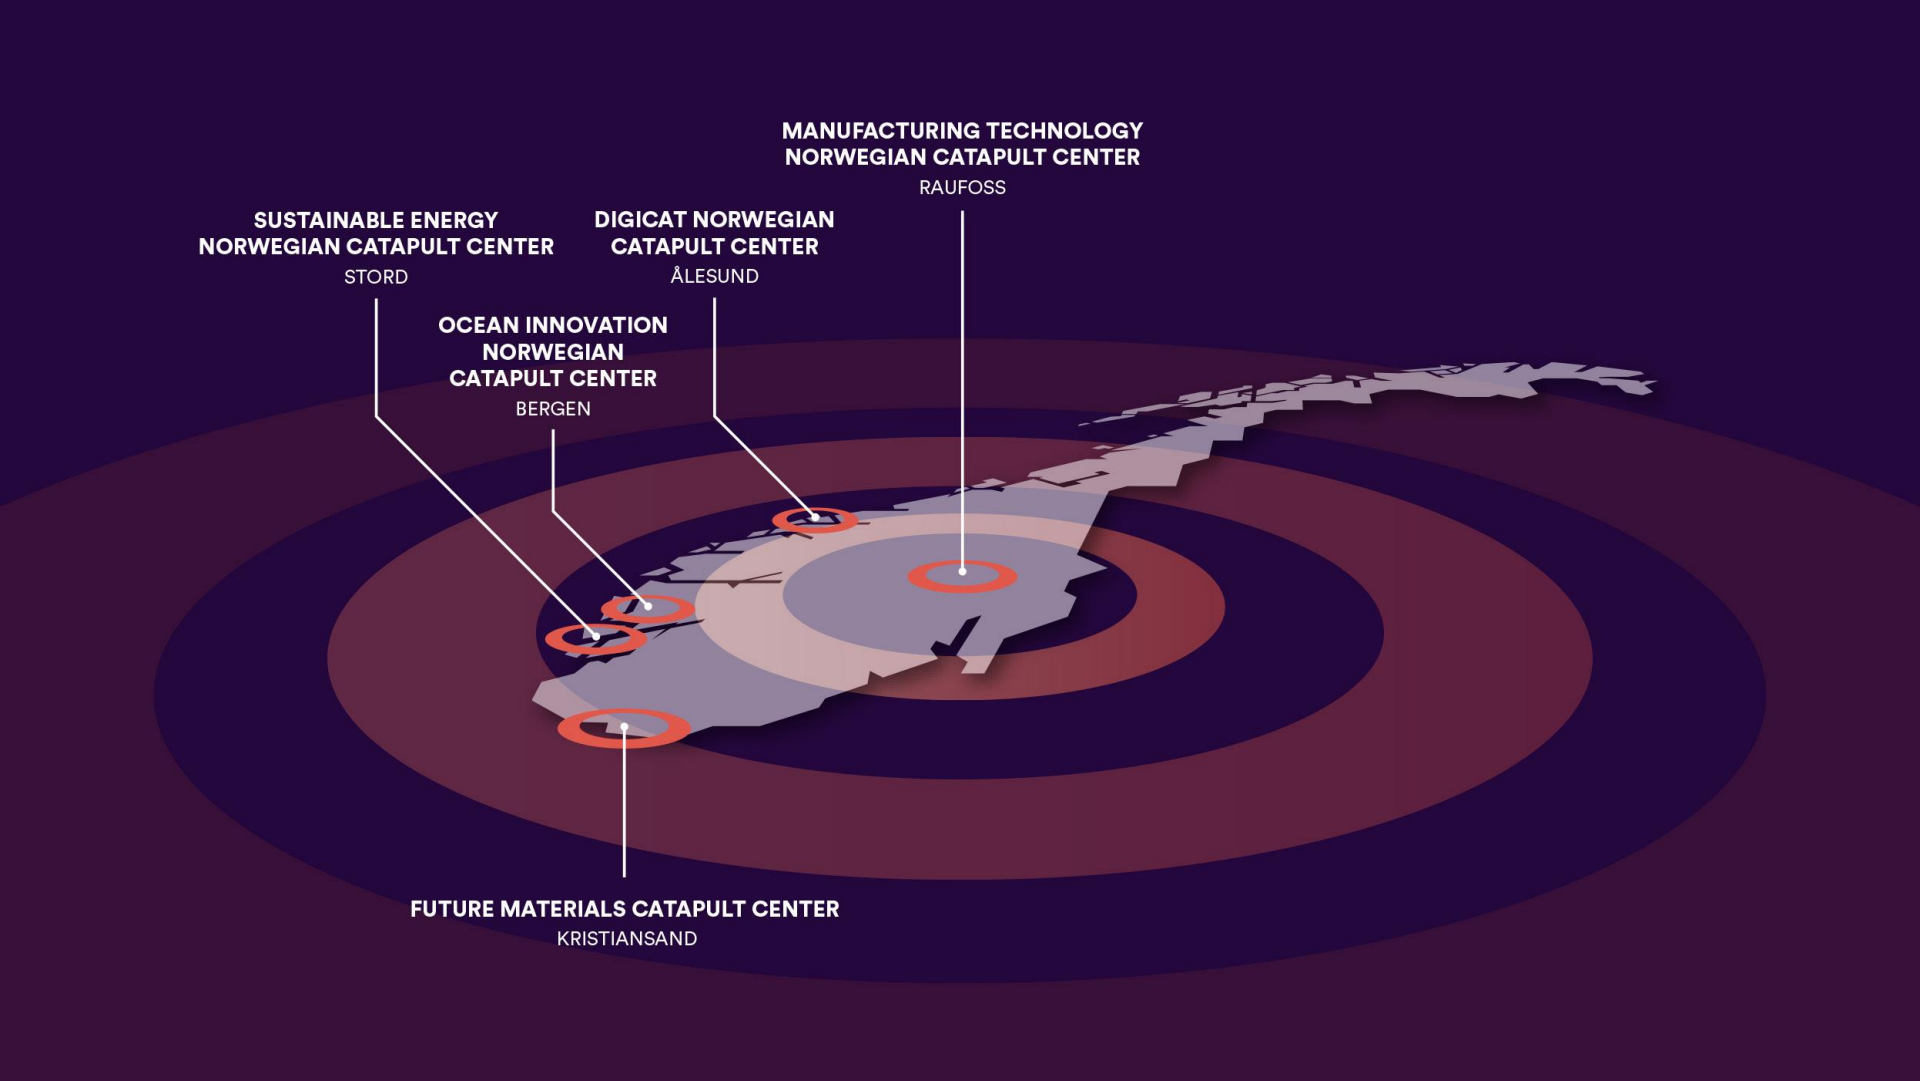 MANUFACTURING TECHNOLOGY
NORWEGIAN CATAPULT CENTER
RAUFOSS
SUSTAINABLE ENERGY
NORWEGIAN CATAPULT CENTER
STORD
DIGICAT NORWEGIAN
CATAPULT CENTER
ÅLESUND
OCEAN INNOVATION
NORWEGIAN
CATAPULT CENTER
BERGEN
FUTURE MATERIALS CATAPULT CENTER
KRISTIANSAND